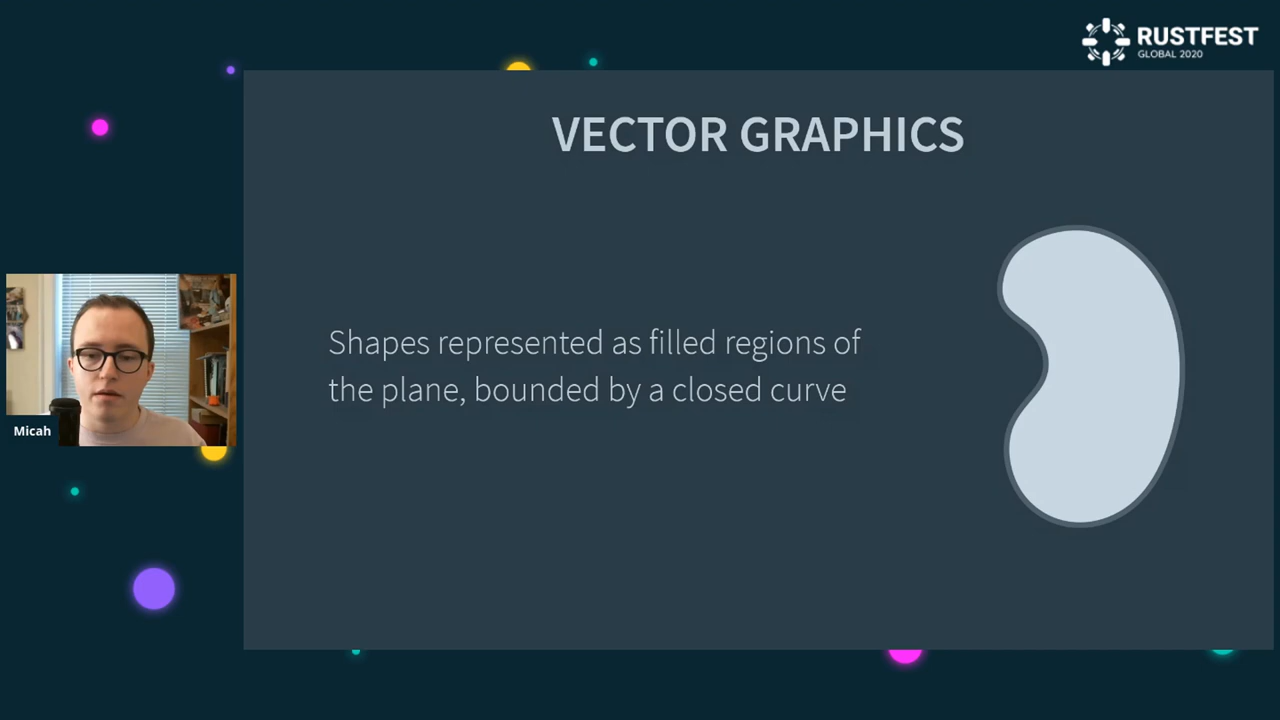 RUSTFEST
GLOBAL 2020
VECTOR GRAPHICS
Shapes represented as filled regions of
the plane, bounded by a closed curve
Micah